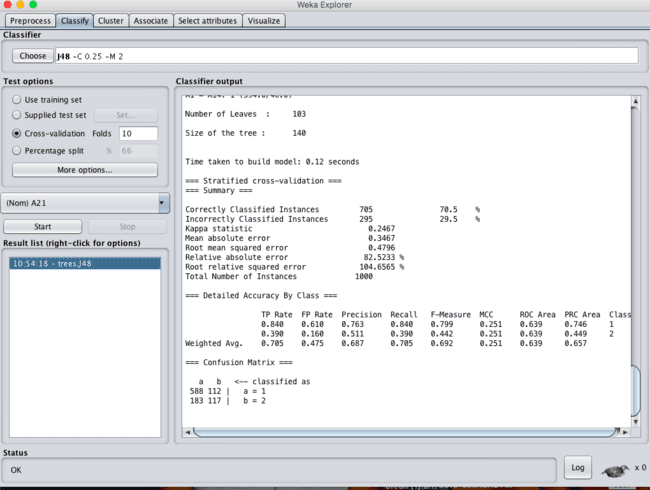 Weka Explorer
Preprocess Classify Cluster Associate Select attributes Visualize
Classifier
Choose J48 -C 0.25 -M 2
Test options
Use training set
Supplied test set Set...
Cross-validation Folds 10
Percentage split % 66
More options...
(Nom) A21
Start Stop
Result list (right-click for options)
10:54:18 - trees.J48
Classifier output
Number of Leaves : 103
Size of the tree : 140
Time taken to build model: 0.12 seconds
=== Stratified cross-validation ===
=== Summary ===
Correctly Classified Instances 705 70.5 %
Incorrectly Classified Instances 295 29.5 %
Kappa statistic 0.2467
Mean absolute error 0.3467
Root mean squared error 0.4796
Relative absolute error 82.5233 %
Root relative squared error 104.6565 %
Total Number of Instances 1000
=== Detailed Accuracy By Class ===
TP Rate FP Rate Precision Recall F-Measure MCC ROC Area PRC Area Class
0.840 0.610 0.763 0.840 0.799 0.251 0.639 0.746 1
0.390 0.160 0.511 0.390 0.442 0.251 0.639 0.449 2
Weighted Avg. 0.705 0.475 0.687 0.705 0.692 0.251 0.639 0.657
=== Confusion Matrix ===
a b <-- classified as
588 112 | a = 1
183 117 | b = 2
Status
OK
Log x 0